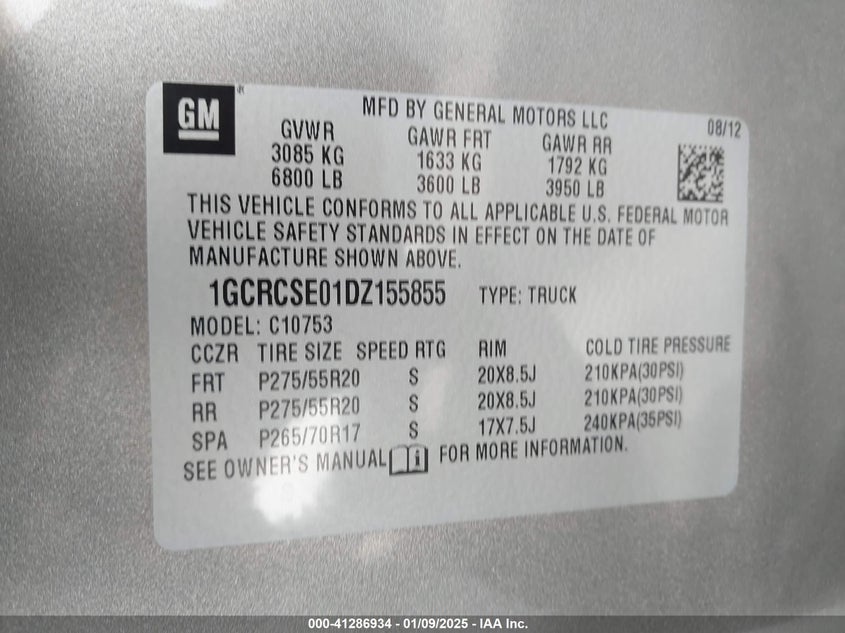 GM
MFD BY GENERAL MOTORS LLC
08/12
GVWR GAWR FRT GAWR RR
3085 KG 1633 KG 1792 KG
6800 LB 3600 LB 3950 LB
THIS VEHICLE CONFORMS TO ALL APPLICABLE U.S. FEDERAL MOTOR
VEHICLE SAFETY STANDARDS IN EFFECT ON THE DATE OF
MANUFACTURE SHOWN ABOVE.
1GCRCSE01DZ155855 TYPE: TRUCK
MODEL: C10753
CCZR TIRE SIZE SPEED RTG RIM COLD TIRE PRESSURE
FRT P275/55R20 S 20X8.5J 210KPA(30PSI)
RR P275/55R20 S 20X8.5J 210KPA(30PSI)
SPA P265/70R17 S 17X7.5J 240KPA(35PSI)
SEE OWNER'S MANUAL i FOR MORE INFORMATION.
000-41286934 - 01/09/2025 - IAA Inc.